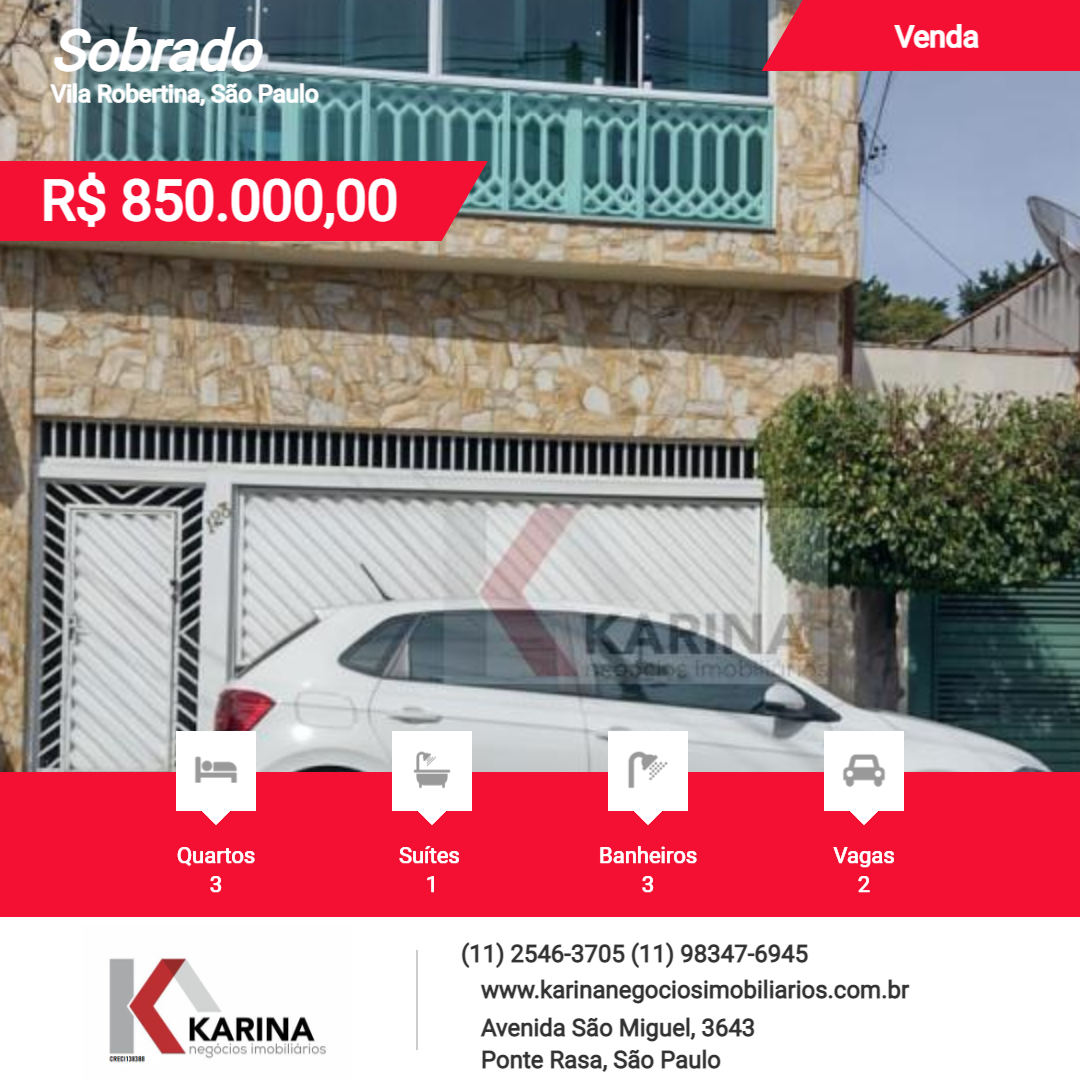 Sobrado
Vila Robertina, São Paulo
Venda
R$ 850.000,00
123
KARINA
negócios imobiliários
Quartos
3
Suítes
1
Banheiros
3
Vagas
2
KARINA
negócios imobiliários
CRECI 138388
(11) 2546-3705 (11) 98347-6945
www.karinanegociosimobiliarios.com.br
Avenida São Miguel, 3643
Ponte Rasa, São Paulo